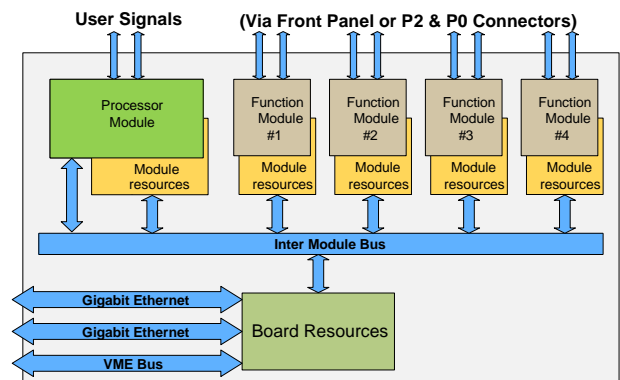 User Signals
(Via Front Panel or P2 & P0 Connectors)
Processor
Module
Module
resources
Function
Module
#1
Module
resources
Function
Module
#2
Module
resources
Function
Module
#3
Module
resources
Function
Module
#4
Module
resources
Inter Module Bus
Gigabit Ethernet
Gigabit Ethernet
VME Bus
Board Resources